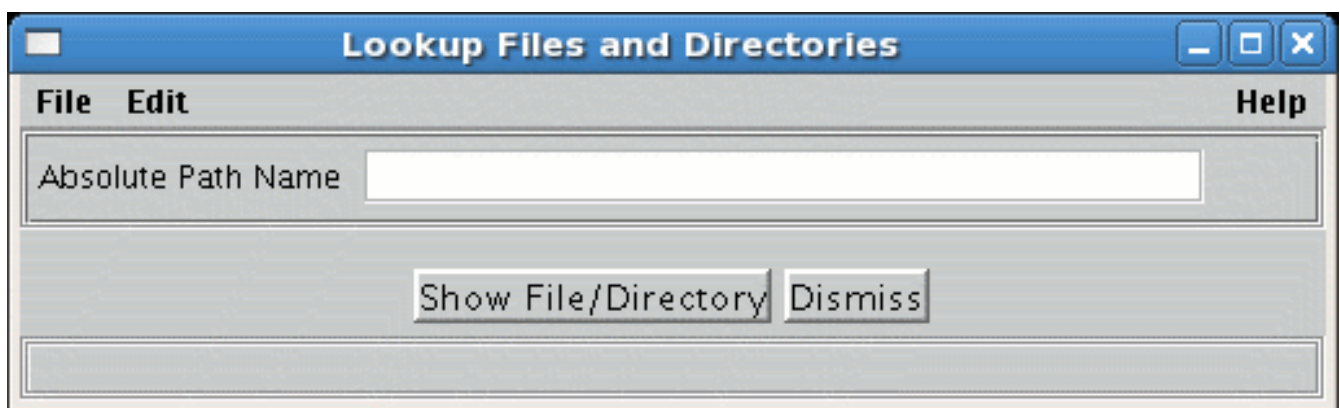 Lookup Files and Directories
File Edit Help
Absolute Path Name
Show File/Directory Dismiss